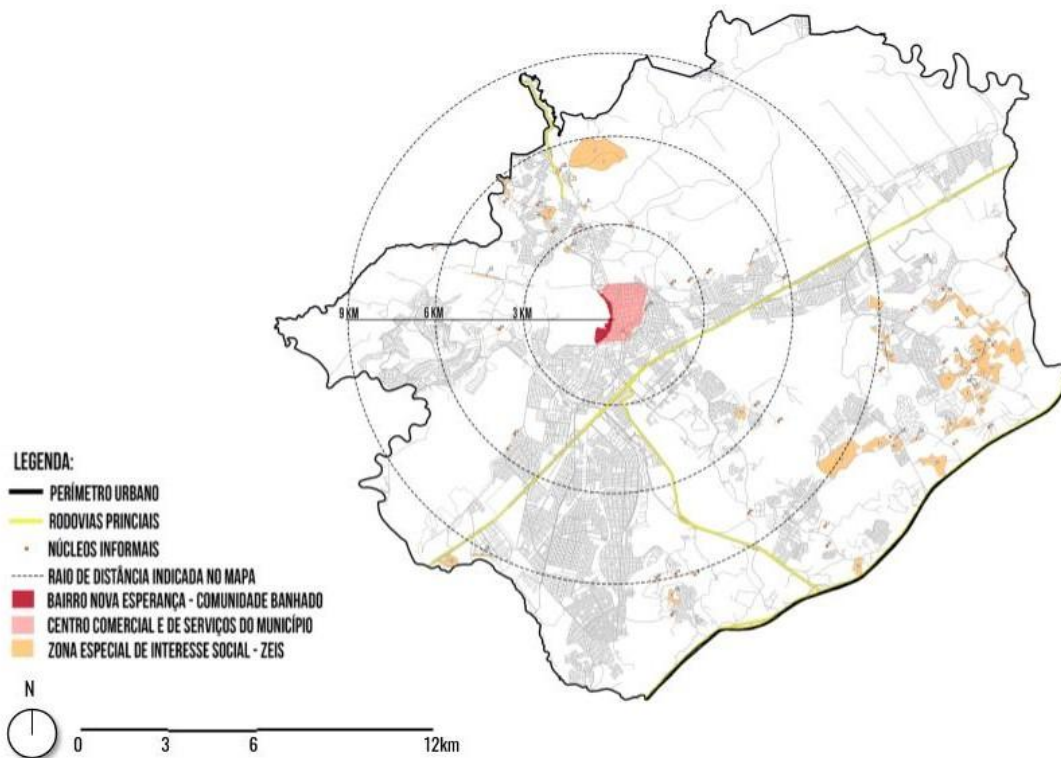 9 KM
6 KM
3 KM
LEGENDA:
PERÍMETRO URBANO
RODOVIAS PRINCIAIS
NÚCLEOS INFORMAIS
RAIO DE DISTÂNCIA INDICADA NO MAPA
BAIRRO NOVA ESPERANÇA - COMUNIDADE BANHADO
CENTRO COMERCIAL E DE SERVIÇOS DO MUNICÍPIO
ZONA ESPECIAL DE INTERESSE SOCIAL - ZEIS
N
0 3 6 12km